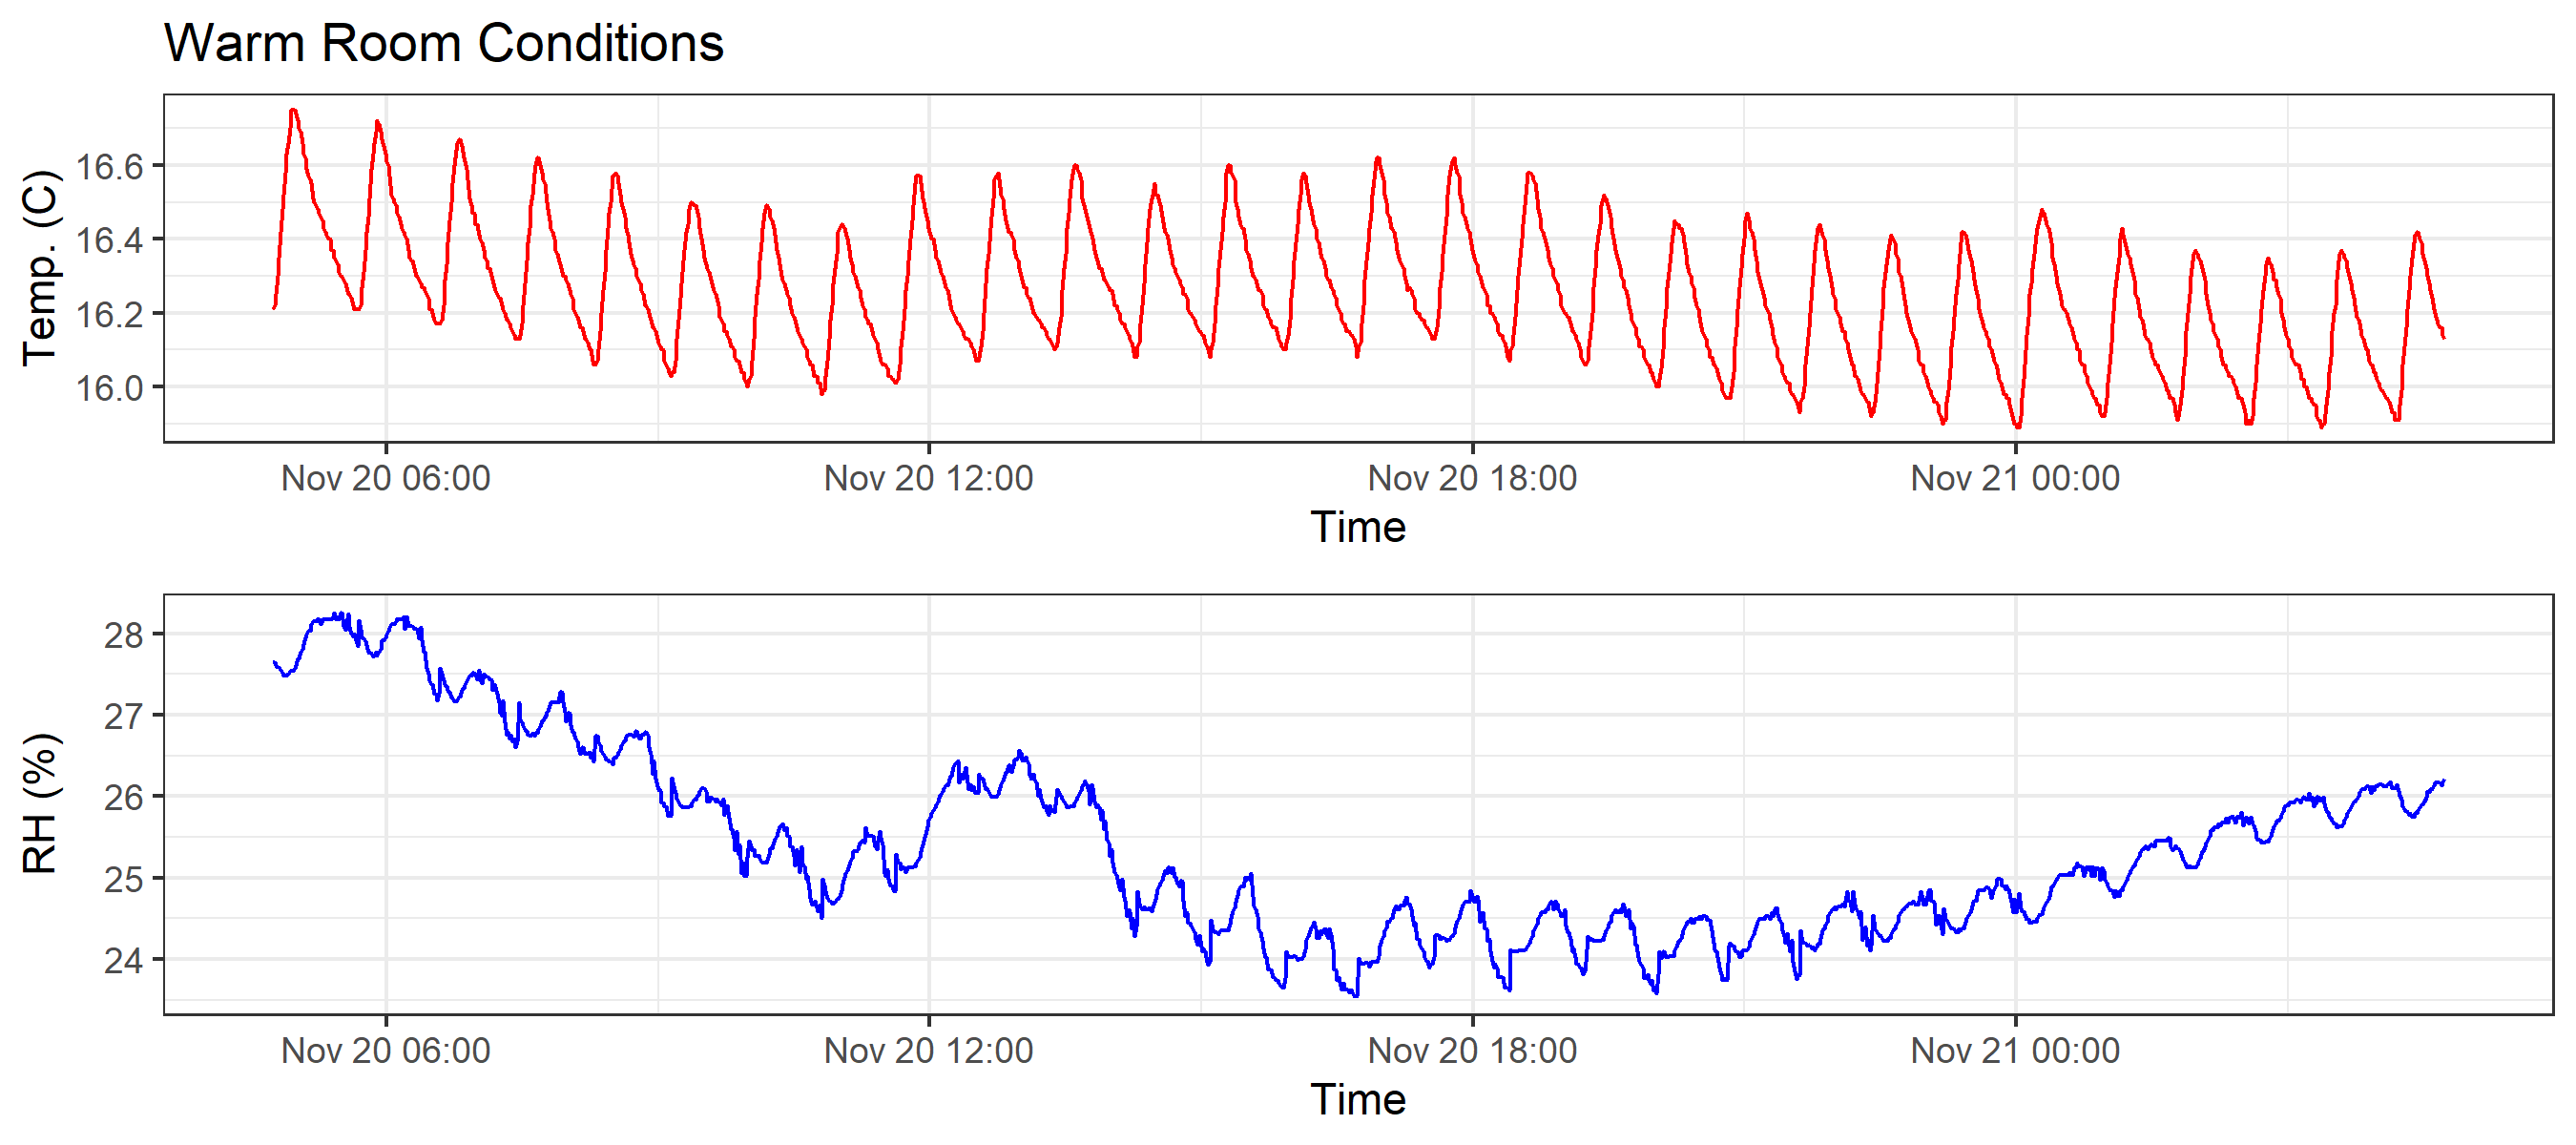 Warm Room Conditions
Temp. (C)
16.6
16.4
16.2
16.0
Nov 20 06:00 Nov 20 12:00 Nov 20 18:00 Nov 21 00:00
Time
RH (%)
28
27
26
25
24
Nov 20 06:00 Nov 20 12:00 Nov 20 18:00 Nov 21 00:00
Time